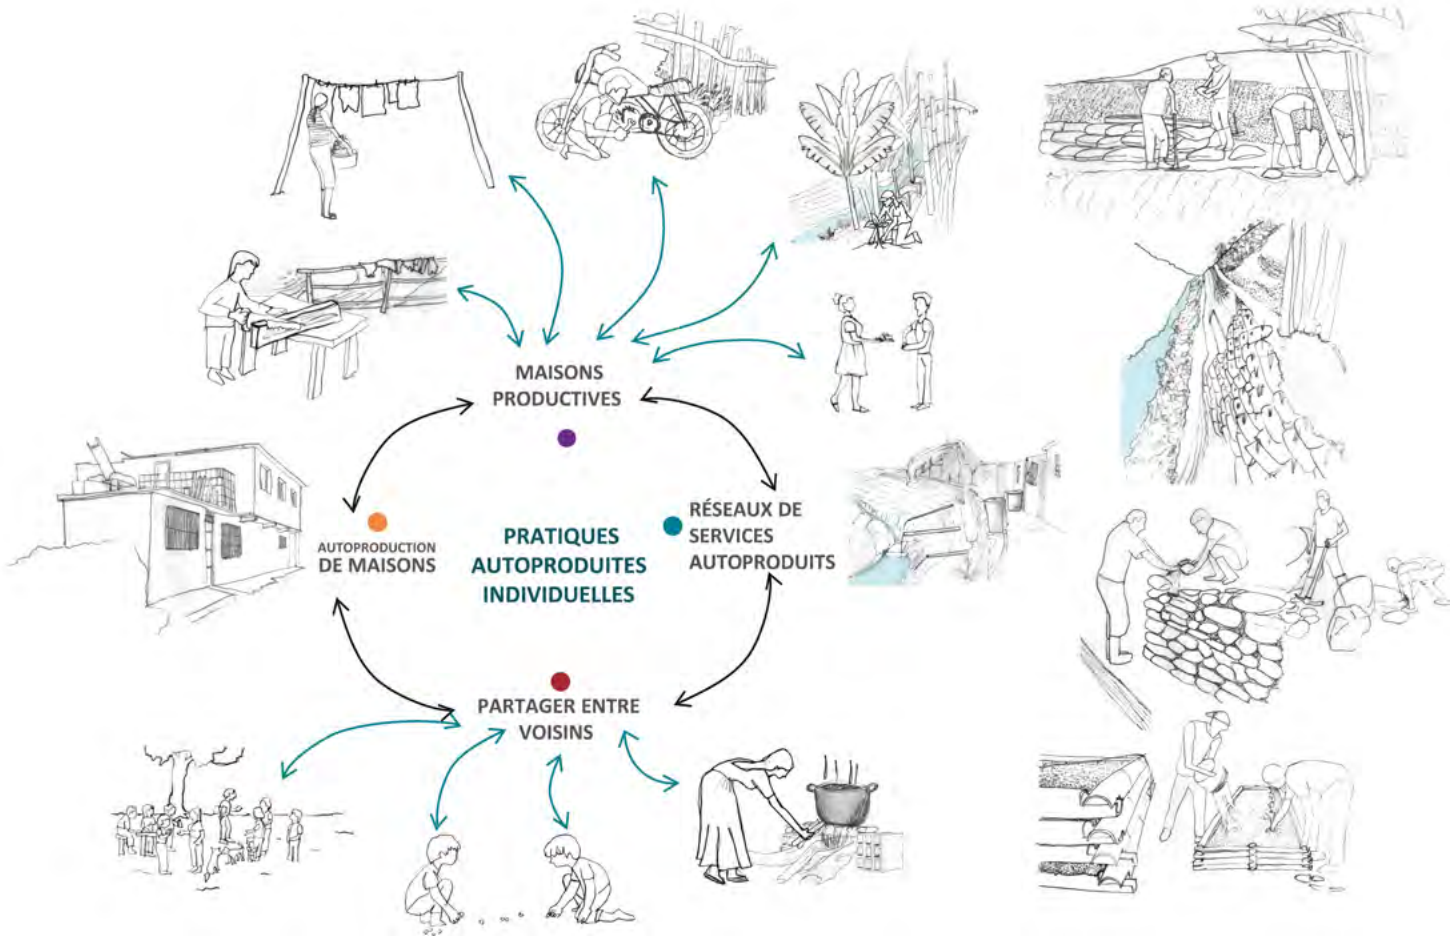 MAISONS
PRODUCTIVES
RÉSEAUX DE
SERVICES
AUTOPRODUITS
PRATIQUES
AUTOPRODUITES
INDIVIDUELLES
AUTOPRODUCTION
DE MAISONS
PARTAGER ENTRE
VOISINS